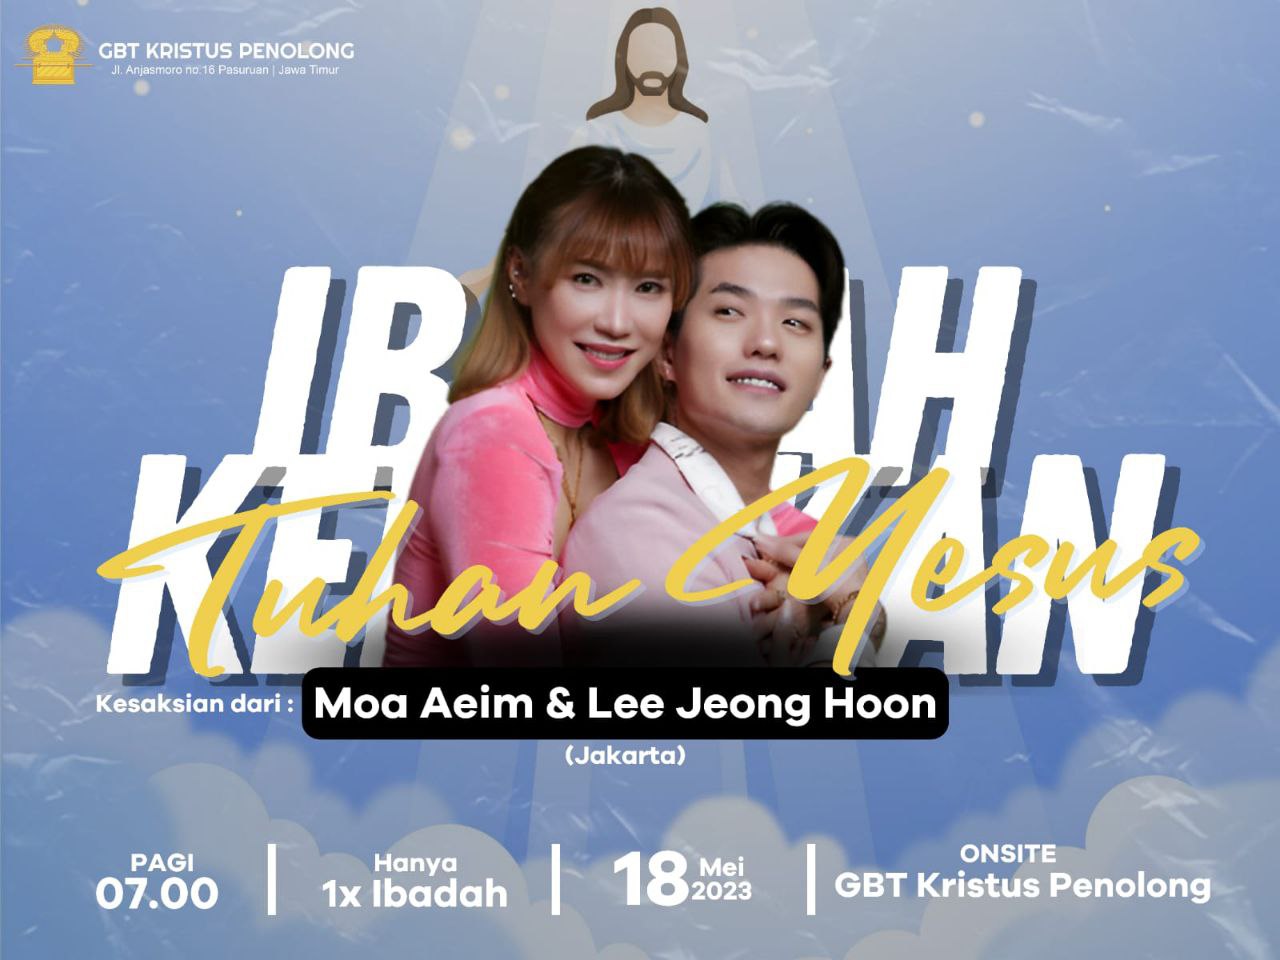 GBT KRISTUS PENOLONG
Jl. Anjasmoro no.16 Pasuruan | Jawa Timur
Tuhan Yesus
Kesaksian dari : Moa Aeim & Lee Jeong Hoon
(Jakarta)
PAGI
07.00
Hanya
1x Ibadah
18 Mei
2023
ONSITE
GBT Kristus Penolong